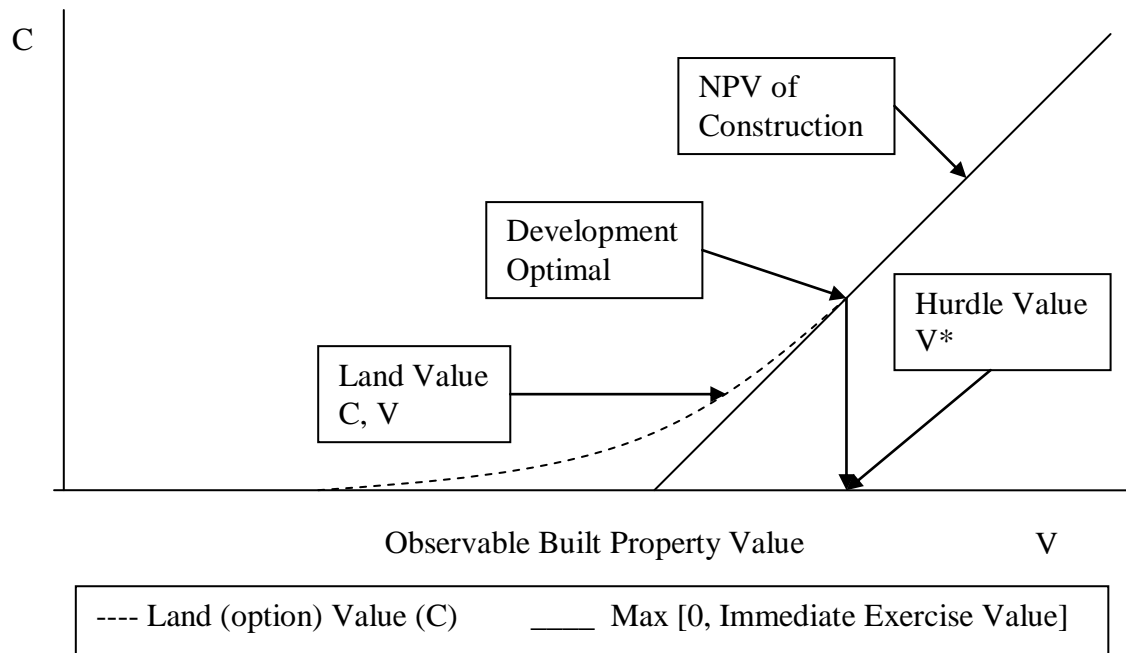 C
NPV of
Construction
Development
Optimal
Hurdle Value
V*
Land Value
C, V
Observable Built Property Value V
---- Land (option) Value (C) ____ Max [0, Immediate Exercise Value]